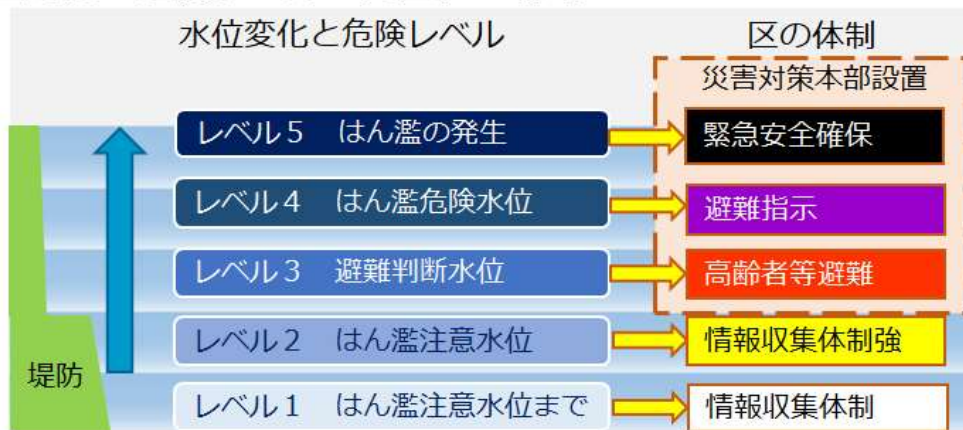 水位変化と危険レベル
区の体制
災害対策本部設置
レベル５　はん濫の発生
緊急安全確保
レベル４　はん濫危険水位
避難指示
レベル３　避難判断水位
高齢者等避難
レベル２　はん濫注意水位
情報収集体制強
堤防
レベル１　はん濫注意水位まで
情報収集体制